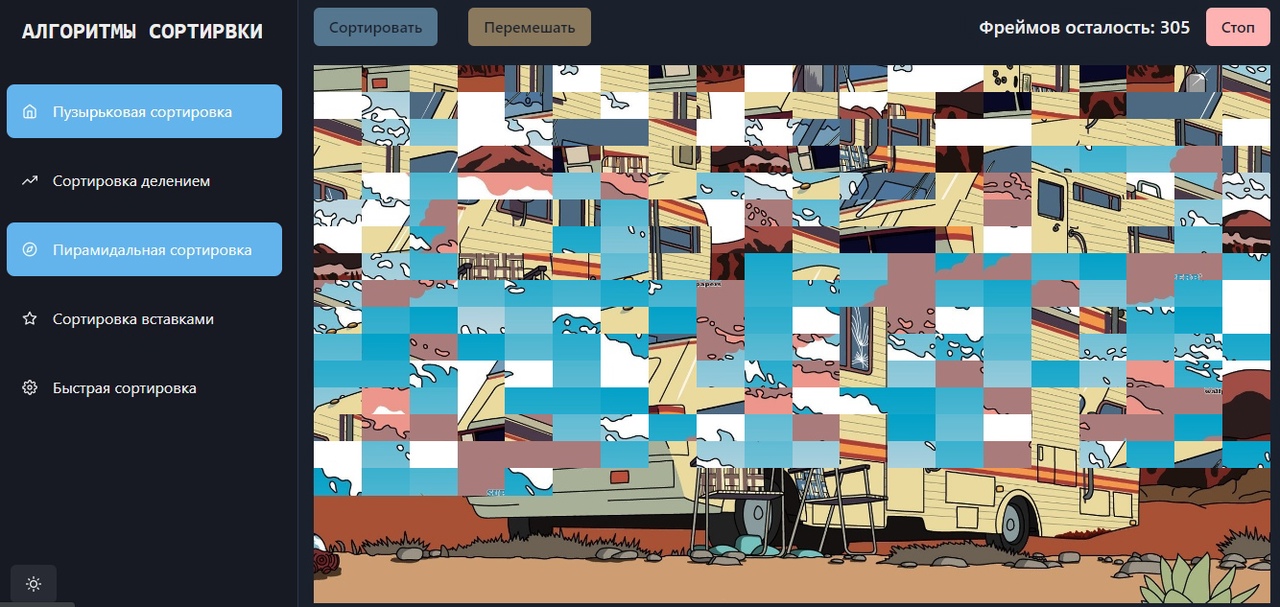 АЛГОРИТМЫ СОРТИРВКИ
Сортировать
Перемешать
Фреймов осталость: 305
Стоп
Пузырьковая сортировка
Сортировка делением
Пирамидальная сортировка
Сортировка вставками
Быстрая сортировка